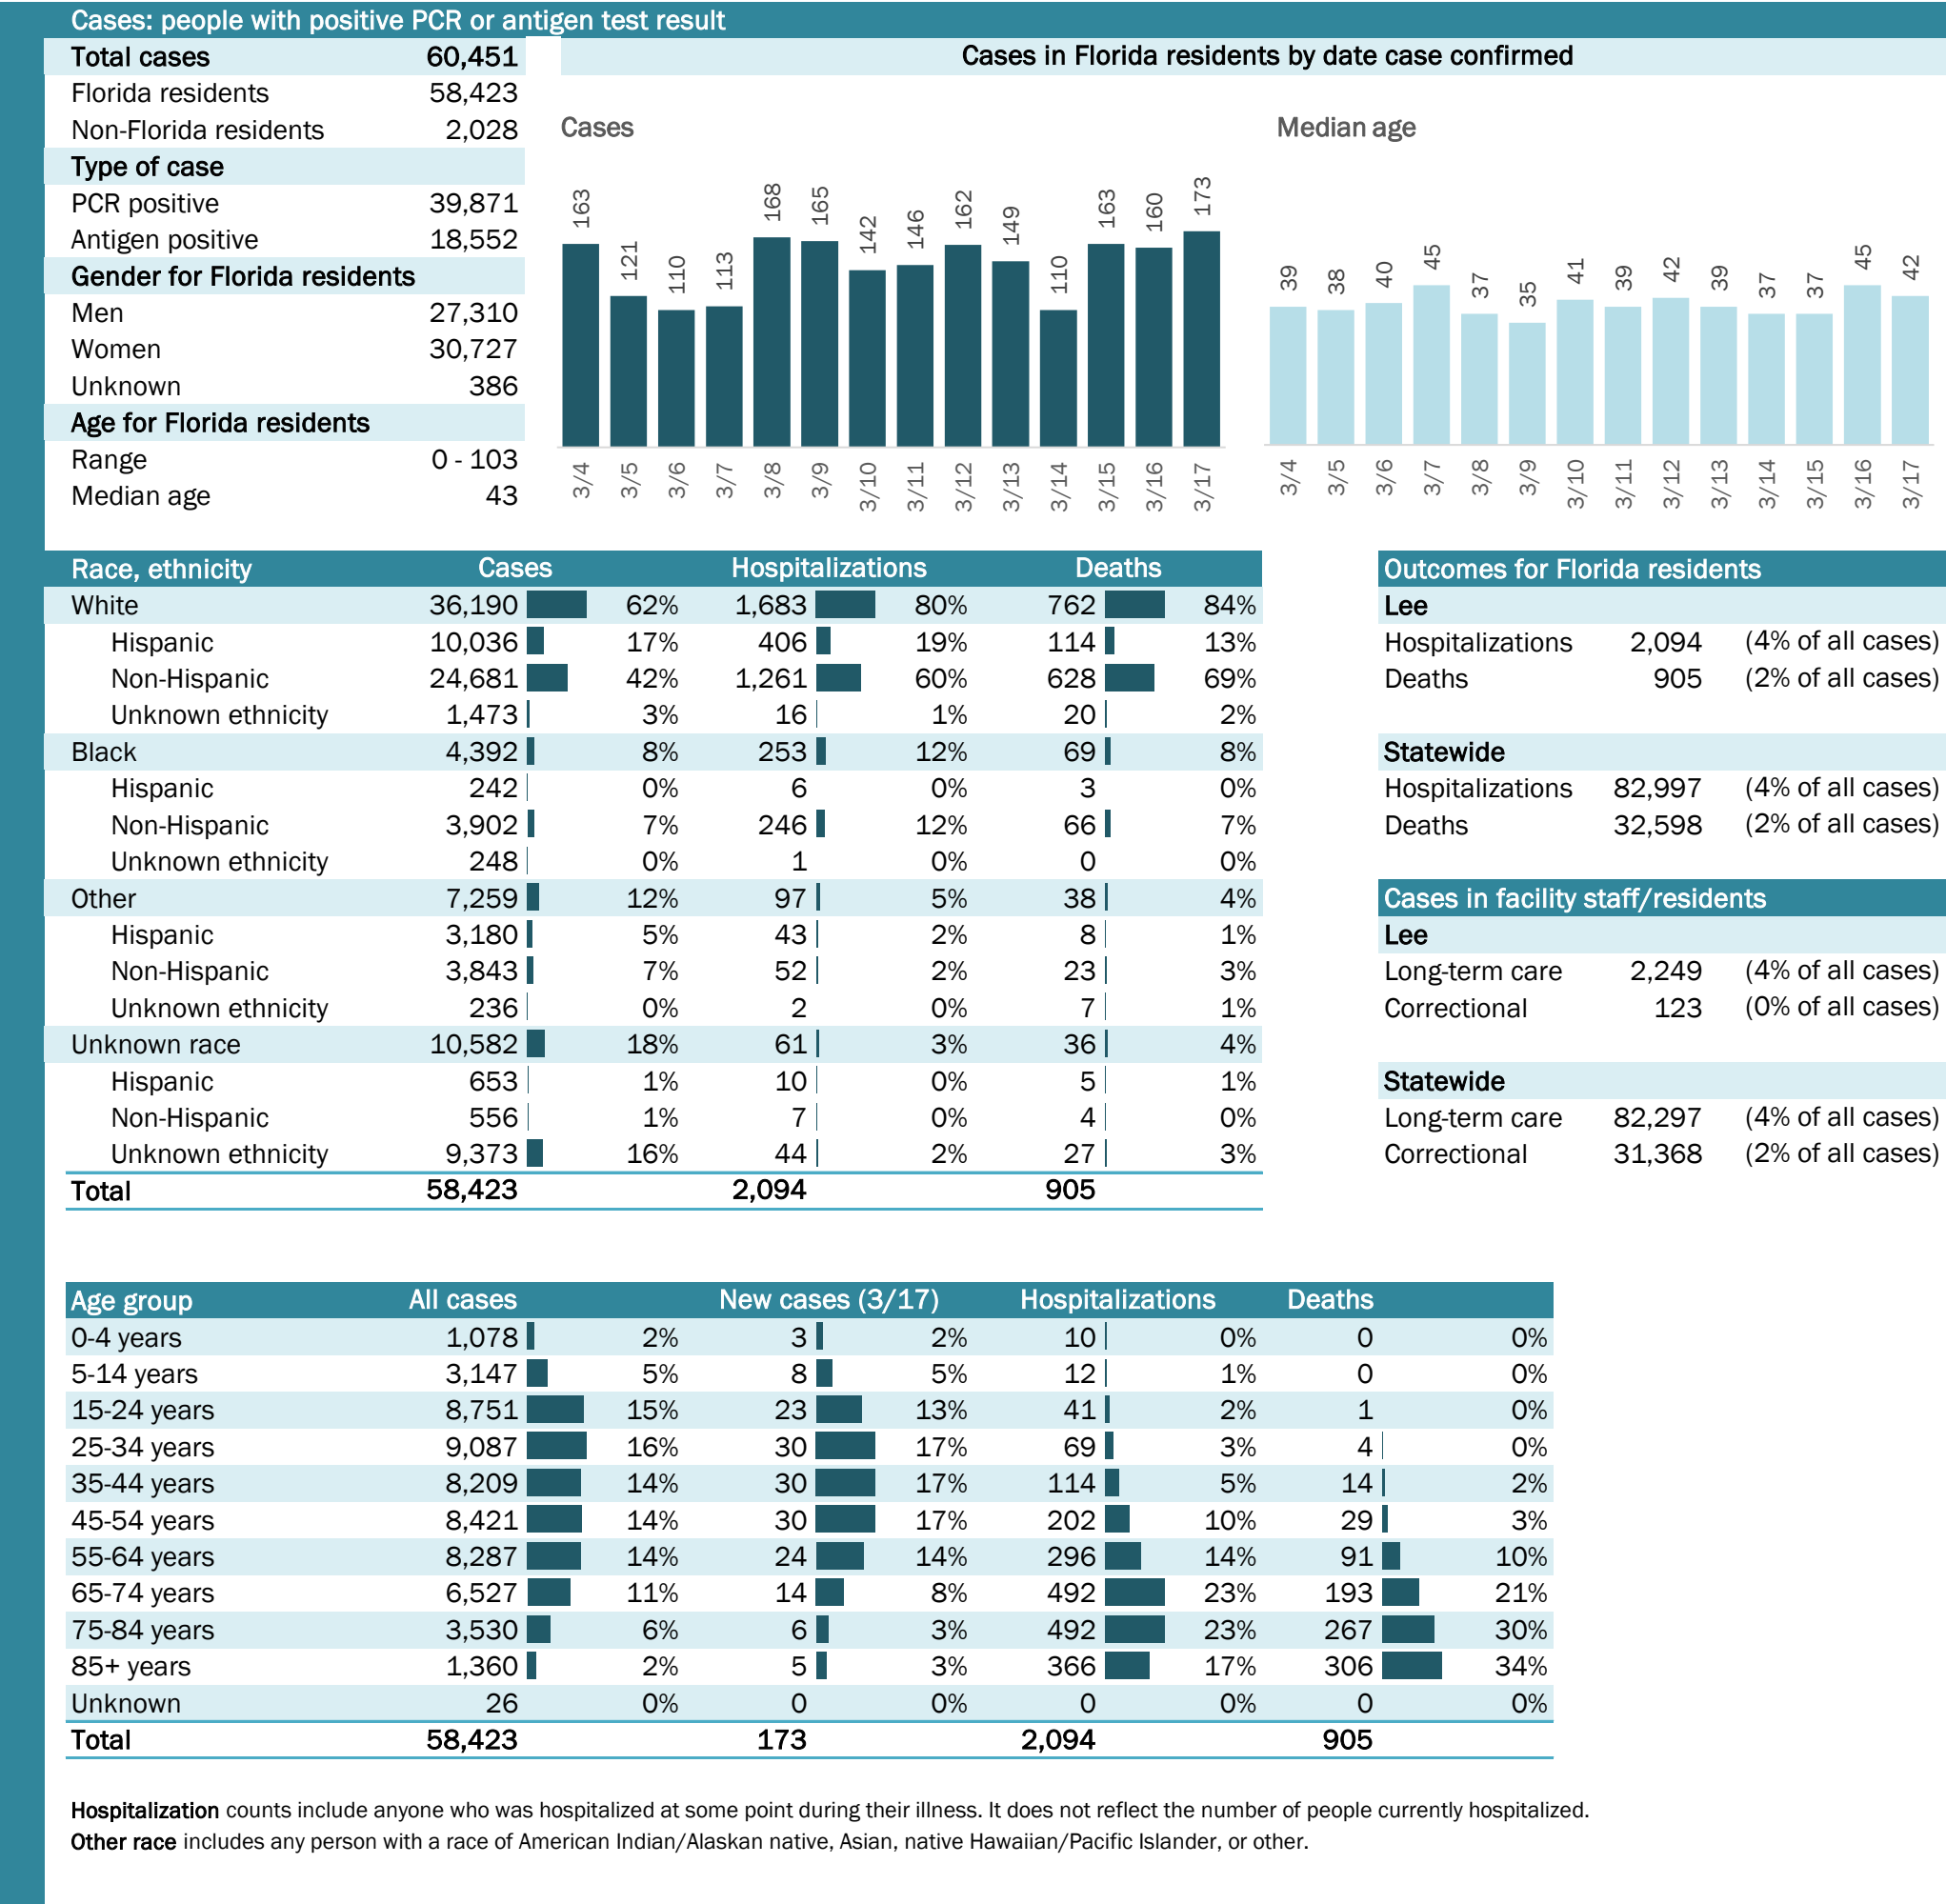 Cases: people with positive PCR or antigen test result
Total cases 60,451
Florida residents 58,423
Non-Florida residents 2,028
Type of case
PCR positive 39,871
Antigen positive 18,552
Gender for Florida residents
Men 27,310
Women 30,727
Unknown 386
Age for Florida residents
Range 0 - 103
Median age 43
Cases in Florida residents by date case confirmed
Cases
163 121 110 113 168 165 142 146 162 149 110 163 160 173
3/4 3/5 3/6 3/7 3/8 3/9 3/10 3/11 3/12 3/13 3/14 3/15 3/16 3/17
Median age
39 38 40 45 37 35 41 39 42 39 37 37 45 42
3/4 3/5 3/6 3/7 3/8 3/9 3/10 3/11 3/12 3/13 3/14 3/15 3/16 3/17
Race, ethnicity Cases Hospitalizations Deaths
White 36,190 62% 1,683 80% 762 84%
Hispanic 10,036 17% 406 19% 114 13%
Non-Hispanic 24,681 42% 1,261 60% 628 69%
Unknown ethnicity 1,473 3% 16 1% 20 2%
Black 4,392 8% 253 12% 69 8%
Hispanic 242 0% 6 0% 3 0%
Non-Hispanic 3,902 7% 246 12% 66 7%
Unknown ethnicity 248 0% 1 0% 0 0%
Other 7,259 12% 97 5% 38 4%
Hispanic 3,180 5% 43 2% 8 1%
Non-Hispanic 3,843 7% 52 2% 23 3%
Unknown ethnicity 236 0% 2 0% 7 1%
Unknown race 10,582 18% 61 3% 36 4%
Hispanic 653 1% 10 0% 5 1%
Non-Hispanic 556 1% 7 0% 4 0%
Unknown ethnicity 9,373 16% 44 2% 27 3%
Total 58,423 2,094 905
Outcomes for Florida residents
Lee
Hospitalizations 2,094 (4% of all cases)
Deaths 905 (2% of all cases)
Statewide
Hospitalizations 82,997 (4% of all cases)
Deaths 32,598 (2% of all cases)
Cases in facility staff/residents
Lee
Long-term care 2,249 (4% of all cases)
Correctional 123 (0% of all cases)
Statewide
Long-term care 82,297 (4% of all cases)
Correctional 31,368 (2% of all cases)
Age group All cases New cases (3/17) Hospitalizations Deaths
0-4 years 1,078 2% 3 2% 10 0% 0 0%
5-14 years 3,147 5% 8 5% 12 1% 0 0%
15-24 years 8,751 15% 23 13% 41 2% 1 0%
25-34 years 9,087 16% 30 17% 69 3% 4 0%
35-44 years 8,209 14% 30 17% 114 5% 14 2%
45-54 years 8,421 14% 30 17% 202 10% 29 3%
55-64 years 8,287 14% 24 14% 296 14% 91 10%
65-74 years 6,527 11% 14 8% 492 23% 193 21%
75-84 years 3,530 6% 6 3% 492 23% 267 30%
85+ years 1,360 2% 5 3% 366 17% 306 34%
Unknown 26 0% 0 0% 0 0% 0 0%
Total 58,423 173 2,094 905
Hospitalization counts include anyone who was hospitalized at some point during their illness. It does not reflect the number of people currently hospitalized.
Other race includes any person with a race of American Indian/Alaskan native, Asian, native Hawaiian/Pacific Islander, or other.